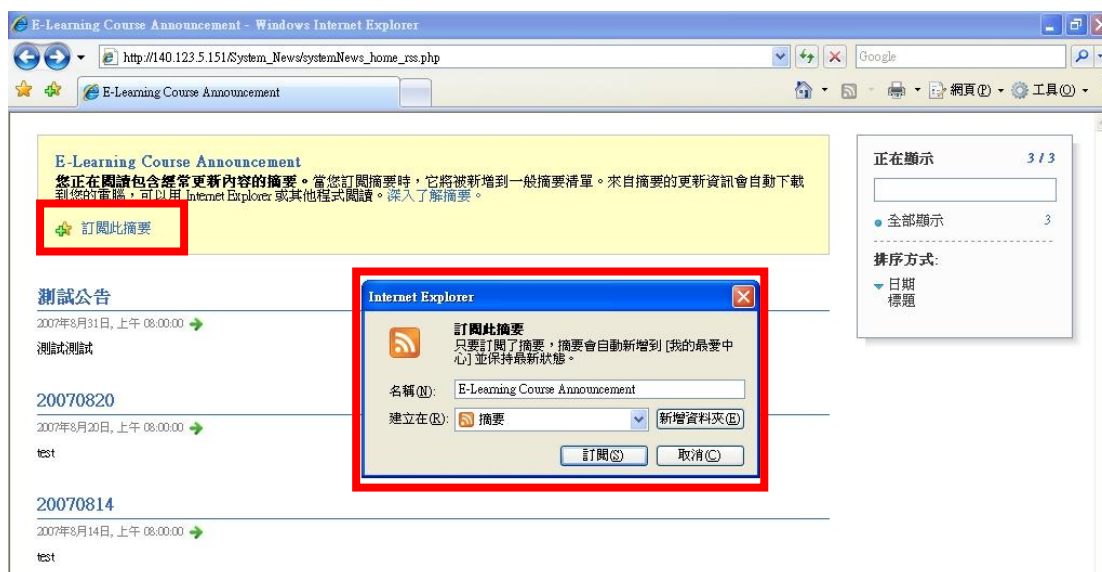 E-Learning Course Announcement - Windows Internet Explorer
http://140.123.5.151/System_News/systemNews_home_rss.php
Google
E-Learning Course Announcement
網頁(P)
工具(O)
E-Learning Course Announcement
您正在閱讀包含經常更新內容的摘要。當您訂閱摘要時，它將被新增到一般摘要清單。來自摘要的更新資訊會自動下載
到您的電腦，可以用 Internet Explorer 或其他程式閱讀。深入了解摘要。
訂閱此摘要
正在顯示 3 / 3
全部顯示 3
排序方式:
日期
標題
測試公告
2007年8月31日, 上午 08:00:00
測試測試
20070820
2007年8月20日, 上午 08:00:00
test
20070814
2007年8月14日, 上午 08:00:00
test
Internet Explorer
訂閱此摘要
只要訂閱了摘要，摘要會自動新增到 [我的最愛中
心] 並保持最新狀態。
名稱(N): E-Learning Course Announcement
建立在(R): 摘要 新增資料夾(E)
訂閱(S) 取消(C)